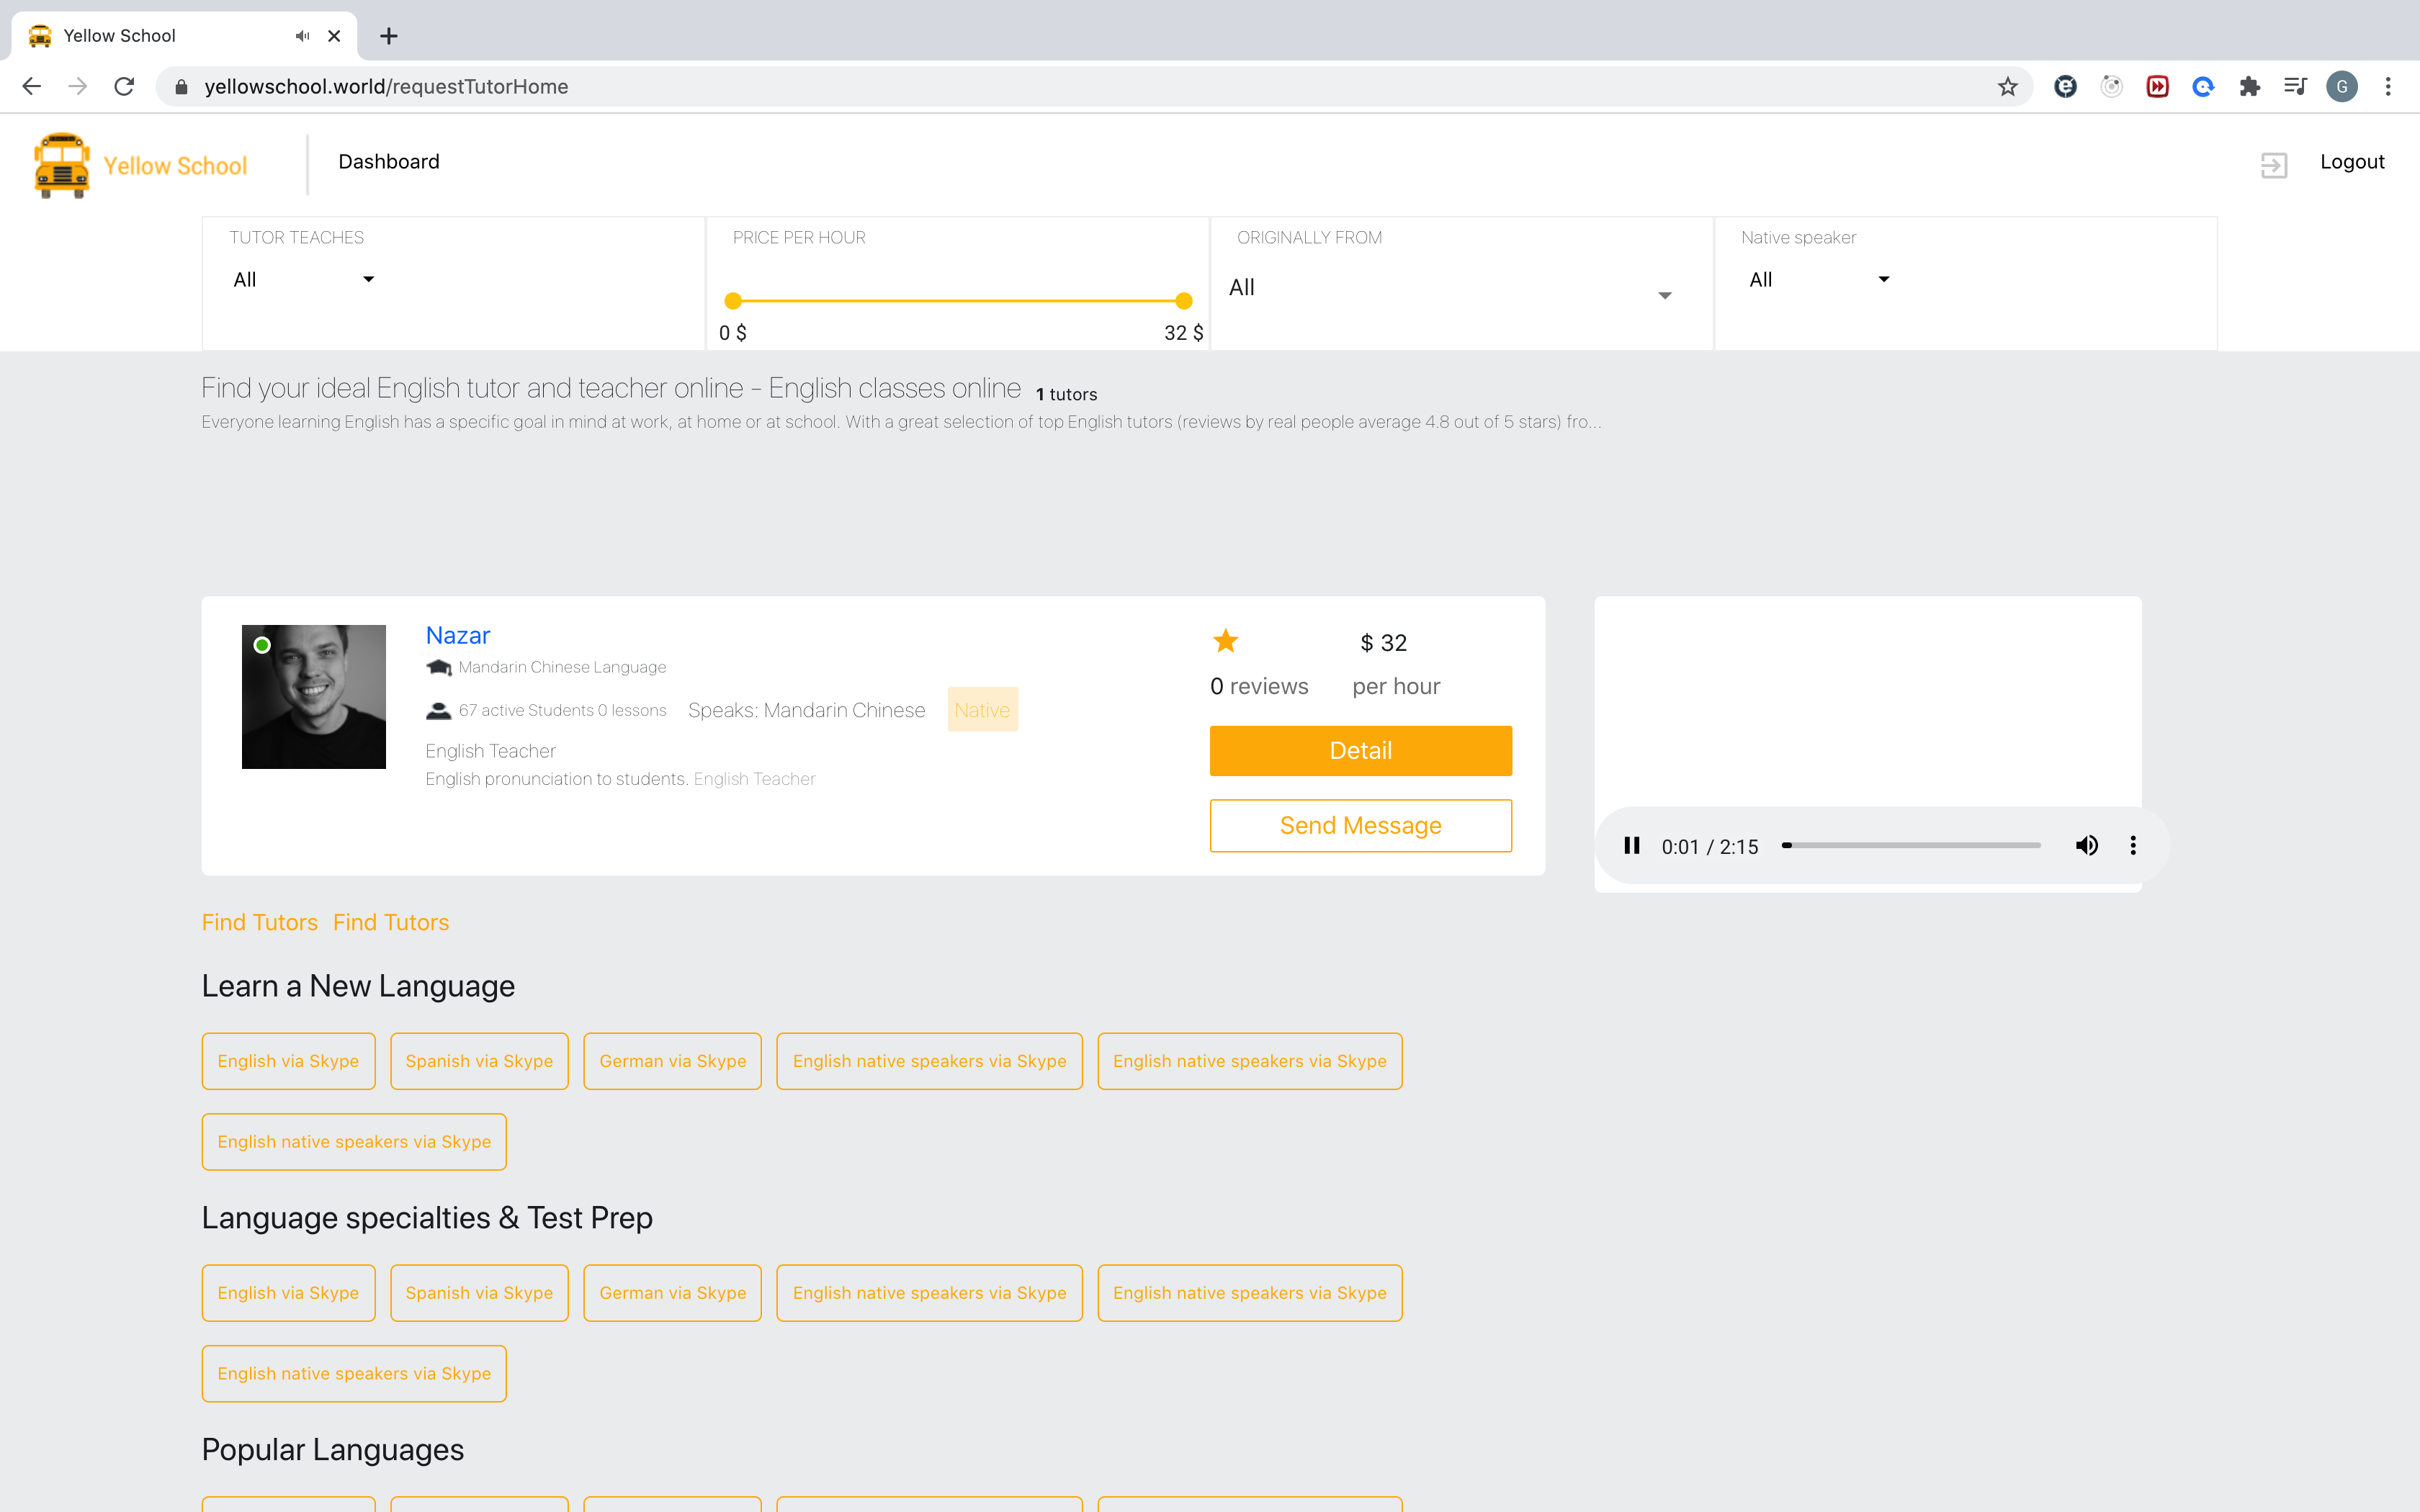 Yellow School
yellowschool.world/requestTutorHome
G
Yellow School
Dashboard
Logout
TUTOR TEACHES
All
PRICE PER HOUR
0 $
32 $
ORIGINALLY FROM
All
Native speaker
All
Find your ideal English tutor and teacher online - English classes online 1 tutors
Everyone learning English has a specific goal in mind at work, at home or at school. With a great selection of top English tutors (reviews by real people average 4.8 out of 5 stars) fro...
Nazar
Mandarin Chinese Language
67 active Students 0 lessons Speaks: Mandarin Chinese Native
English Teacher
English pronunciation to students. English Teacher
$ 32
0 reviews per hour
Detail
Send Message
0:01 / 2:15
Find Tutors Find Tutors
Learn a New Language
English via Skype Spanish via Skype German via Skype English native speakers via Skype English native speakers via Skype
English native speakers via Skype
Language specialties & Test Prep
English via Skype Spanish via Skype German via Skype English native speakers via Skype English native speakers via Skype
English native speakers via Skype
Popular Languages